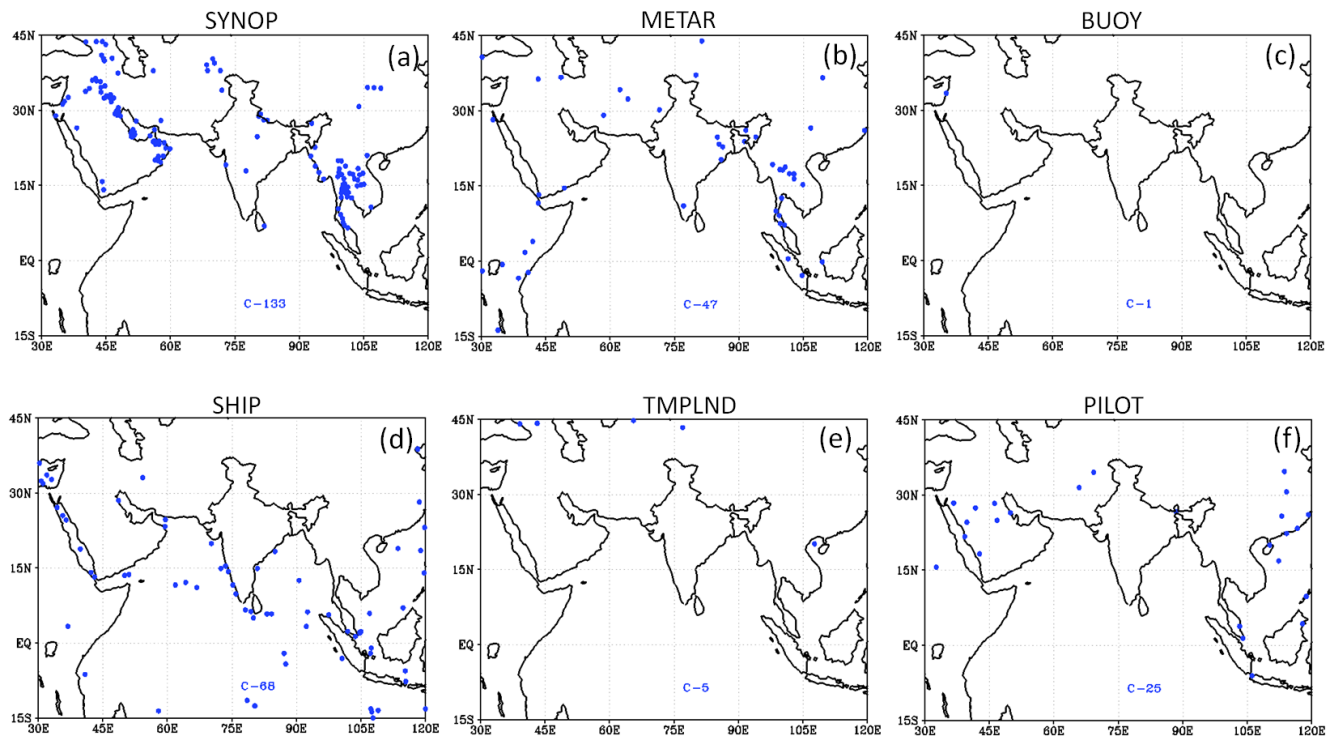 SYNOP
METAR
BUOY
45N
(a)
30N
15N
EQ
C-133
15S
30E 45E 60E 75E 90E 105E 120E
45N
(b)
30N
15N
EQ
C-47
15S
30E 45E 60E 75E 90E 105E 120E
45N
(c)
30N
15N
EQ
C-1
15S
30E 45E 60E 75E 90E 105E 120E
SHIP
TMPLND
PILOT
45N
(d)
30N
15N
EQ
C-68
15S
30E 45E 60E 75E 90E 105E 120E
45N
(e)
30N
15N
EQ
C-5
15S
30E 45E 60E 75E 90E 105E 120E
45N
(f)
30N
15N
EQ
C-25
15S
30E 45E 60E 75E 90E 105E 120E